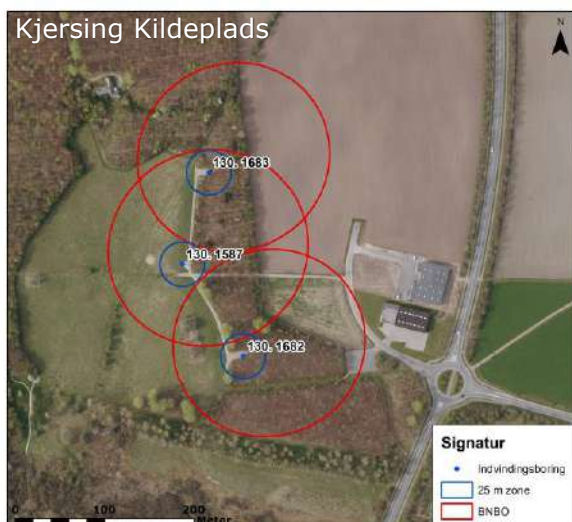 Kjersing Kildeplads
N
130. 1683
130. 1587
130. 1682
Signatur
Indvindingsboring
25 m zone
BNBO
0 100 200
Meter